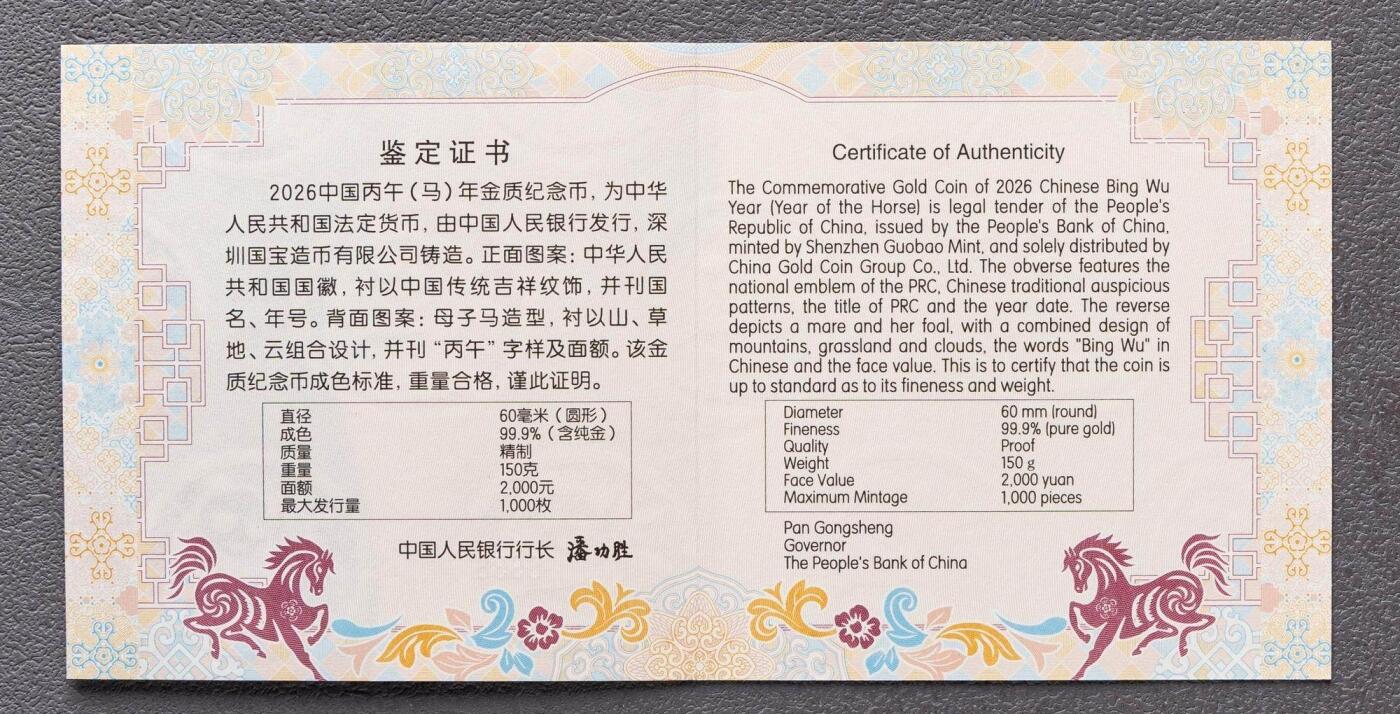 鉴定证书
2026中国丙午(马)年金质纪念币,为中华
人民共和国法定货币,由中国人民银行发行,深
圳国宝造币有限公司铸造。正面图案:中华人民
共和国国徽,衬以中国传统吉祥纹饰,并刊国
名、年号。背面图案:母子马造型,衬以山、草
地、云组合设计,并刊“丙午”字样及面额。该金
质纪念币成色标准,重量合格,谨此证明。
直径 60毫米(圆形)
成色 99.9%(含纯金)
质量 精制
重量 150克
面额 2,000元
最大发行量 1,000枚
中国人民银行行长 潘功胜
Certificate of Authenticity
The Commemorative Gold Coin of 2026 Chinese Bing Wu
Year (Year of the Horse) is legal tender of the People's
Republic of China, issued by the People's Bank of China,
minted by Shenzhen Guobao Mint, and solely distributed by
China Gold Coin Group Co., Ltd. The obverse features the
national emblem of the PRC, Chinese traditional auspicious
patterns, the title of PRC and the year date. The reverse
depicts a mare and her foal, with a combined design of
mountains, grassland and clouds, the words "Bing Wu" in
Chinese and the face value. This is to certify that the coin is
up to standard as to its fineness and weight.
Diameter 60 mm (round)
Fineness 99.9% (pure gold)
Quality Proof
Weight 150 g
Face Value 2,000 yuan
Maximum Mintage 1,000 pieces
Pan Gongsheng
Governor
The People's Bank of China